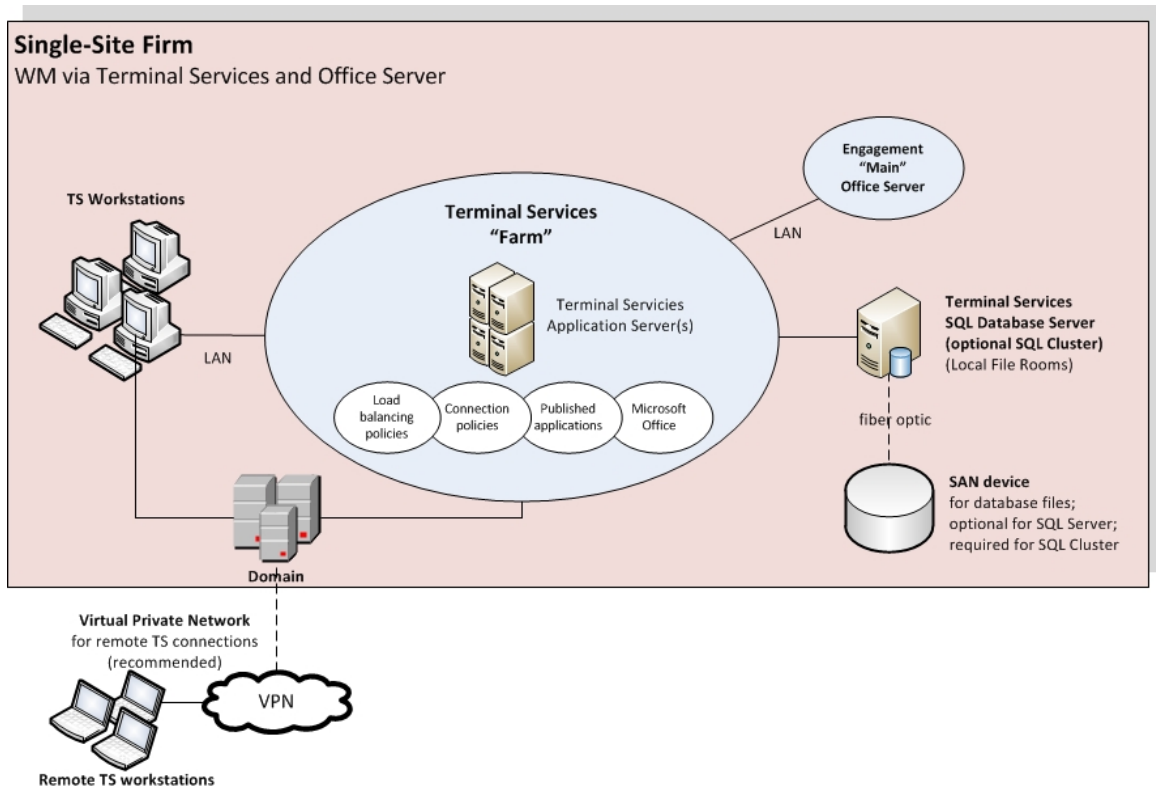 Single-Site Firm
WM via Terminal Services and Office Server
TS Workstations
LAN
Terminal Services
“Farm”
Terminal Servicies
Application Server(s)
Load
balancing
policies
Connection
policies
Published
applications
Microsoft
Office
Engagement
“Main”
Office Server
LAN
Terminal Services
SQL Database Server
(optional SQL Cluster)
(Local File Rooms)
fiber optic
SAN device
for database files;
optional for SQL Server;
required for SQL Cluster
Domain
Virtual Private Network
for remote TS connections
(recommended)
VPN
Remote TS workstations